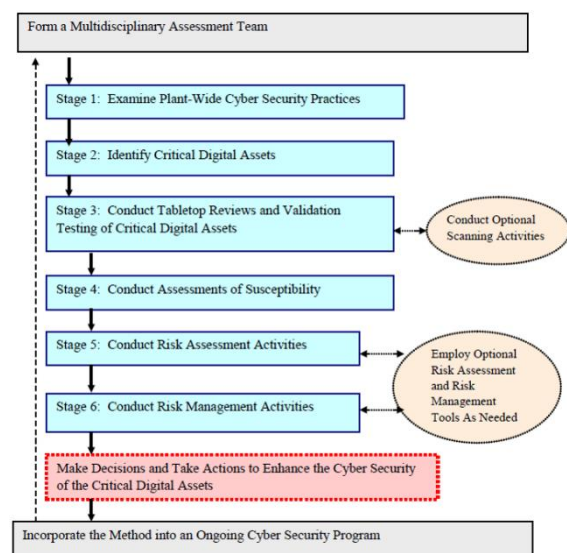 Form a Multidisciplinary Assessment Team
Stage 1: Examine Plant-Wide Cyber Security Practices
Stage 2: Identify Critical Digital Assets
Stage 3: Conduct Tabletop Reviews and Validation
Testing of Critical Digital Assets
Conduct Optional
Scanning Activities
Stage 4: Conduct Assessments of Susceptibility
Stage 5: Conduct Risk Assessment Activities
Employ Optional
Risk Assessment
and Risk
Management
Tools As Needed
Stage 6: Conduct Risk Management Activities
Make Decisions and Take Actions to Enhance the Cyber Security
of the Critical Digital Assets
Incorporate the Method into an Ongoing Cyber Security Program